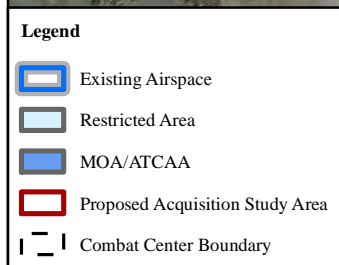 Legend
Existing Airspace
Restricted Area
MOA/ATCAA
Proposed Acquisition Study Area
Combat Center Boundary